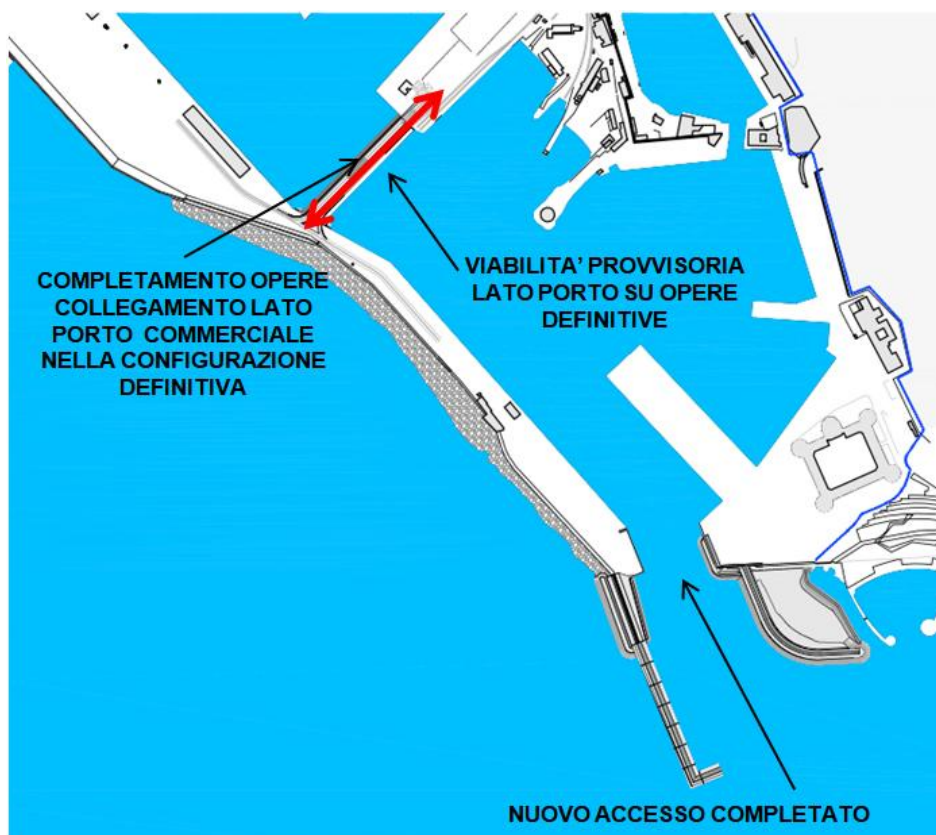 COMPLETAMENTO OPERE
COLLEGAMENTO LATO
PORTO COMMERCIALE
NELLA CONFIGURAZIONE
DEFINITIVA
VIABILITA' PROVVISORIA
LATO PORTO SU OPERE
DEFINITIVE
NUOVO ACCESSO COMPLETATO